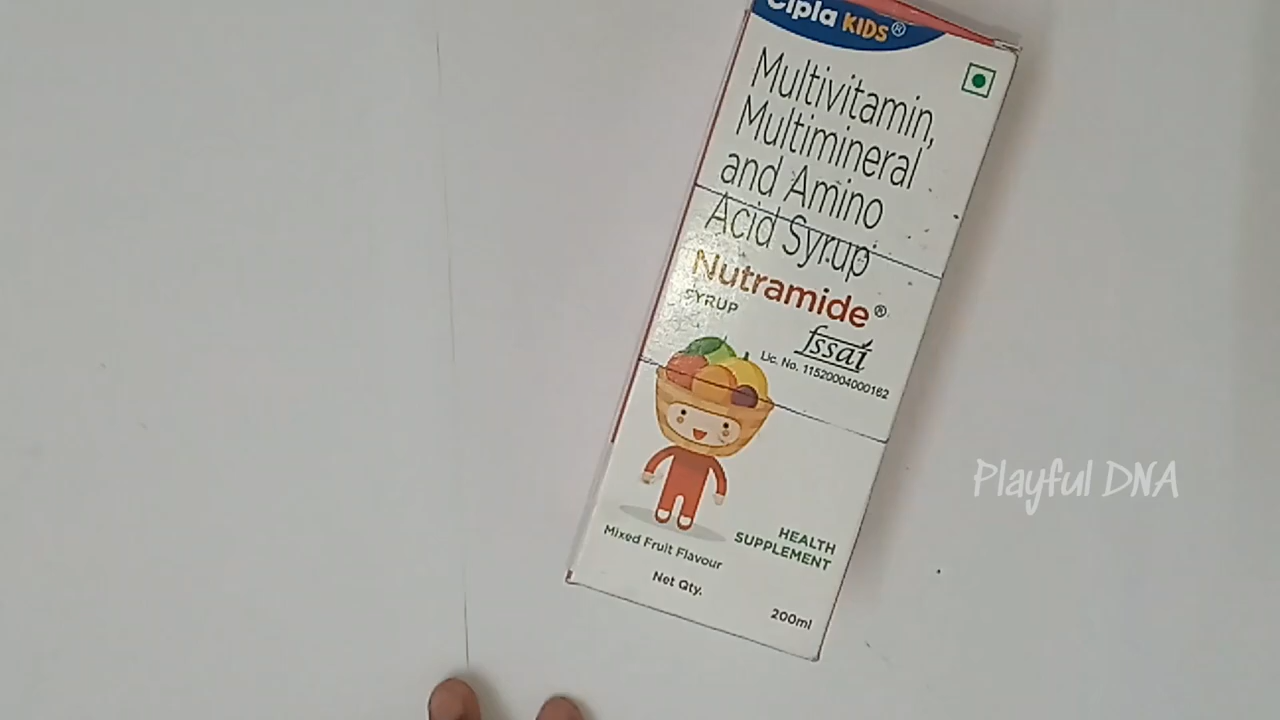 Cipla KIDS®
Multivitamin,
Multimineral
and Amino
Acid Syrup
Nutramide®
SYRUP
fssai
Lic. No. 11520004000162
Mixed Fruit Flavour
HEALTH
SUPPLEMENT
Net Qty.
200ml
Playful DNA